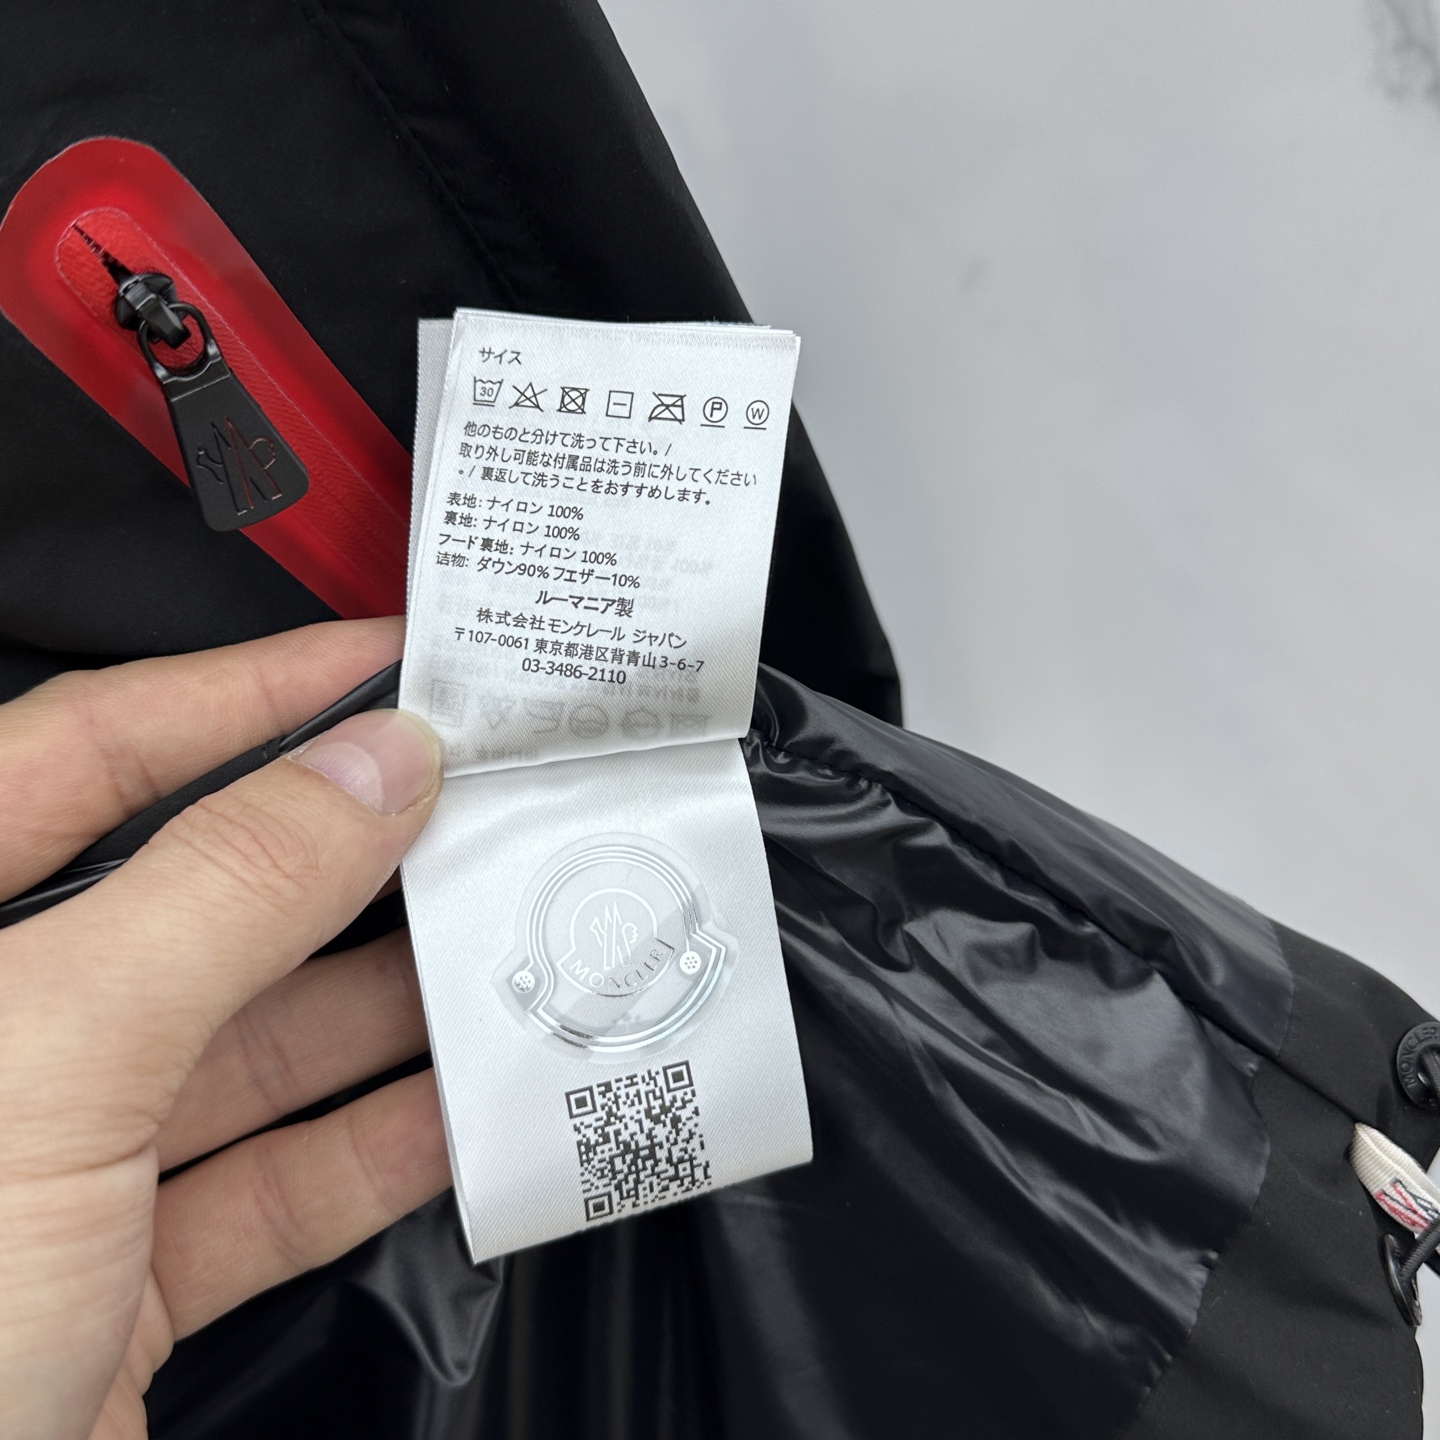 サイス
30
P
W
他のものと分けて洗って下さい。/
取り外し可能な付属品は洗う前に外してください
。/ 裏返して洗うことをおすすめします。
表地: ナイロン 100%
裏地: ナイロン 100%
フード裏地: ナイロン 100%
诘物: ダウン90% フェザー10%
ルーマニア製
株式会社モンケレール ジャパン
〒107-0061 東京都港区背青山3-6-7
03-3486-2110
MONCLER
MONCLER